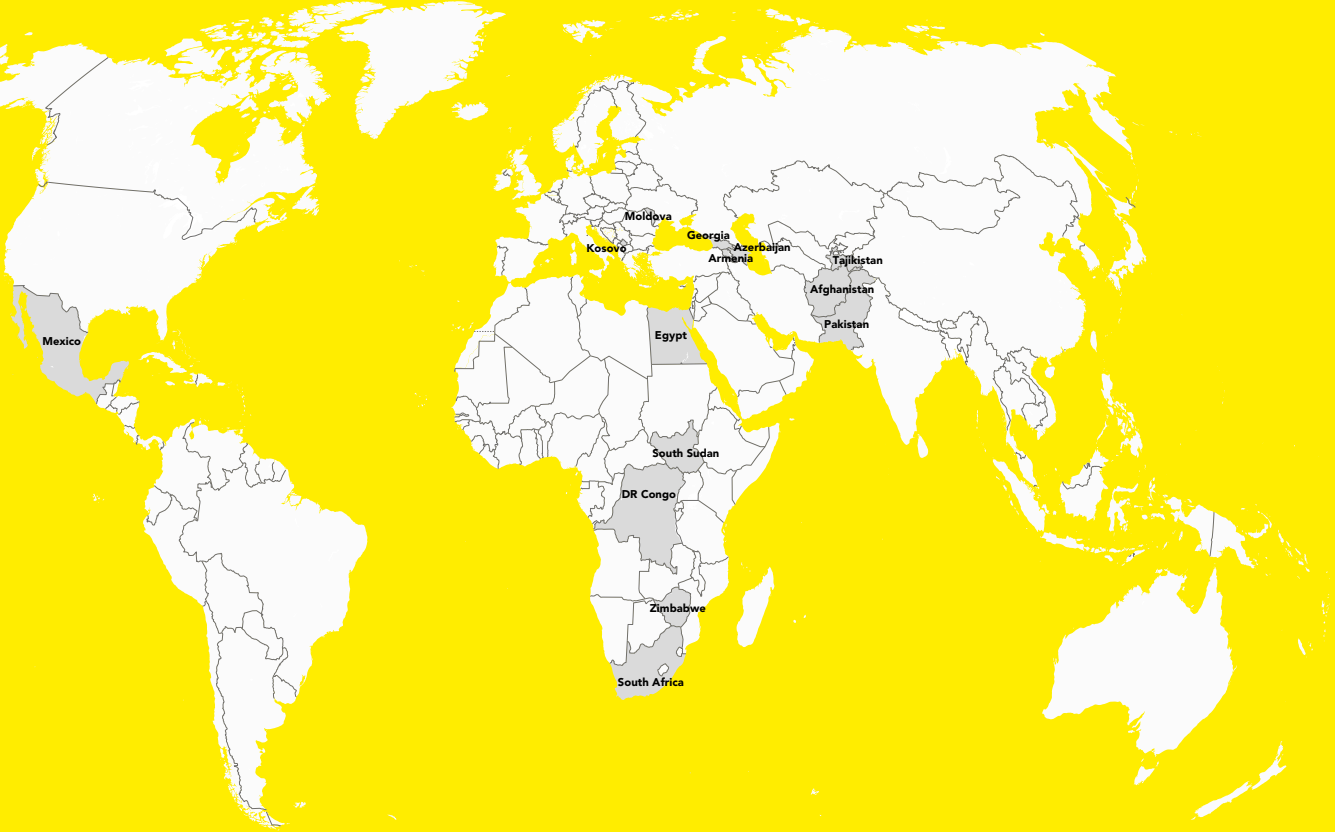 Moldova
Georgia
Kosovo
Azerbaijan
Armenia
Tajikistan
Afghanistan
Pakistan
Egypt
Mexico
South Sudan
DR Congo
Zimbabwe
South Africa